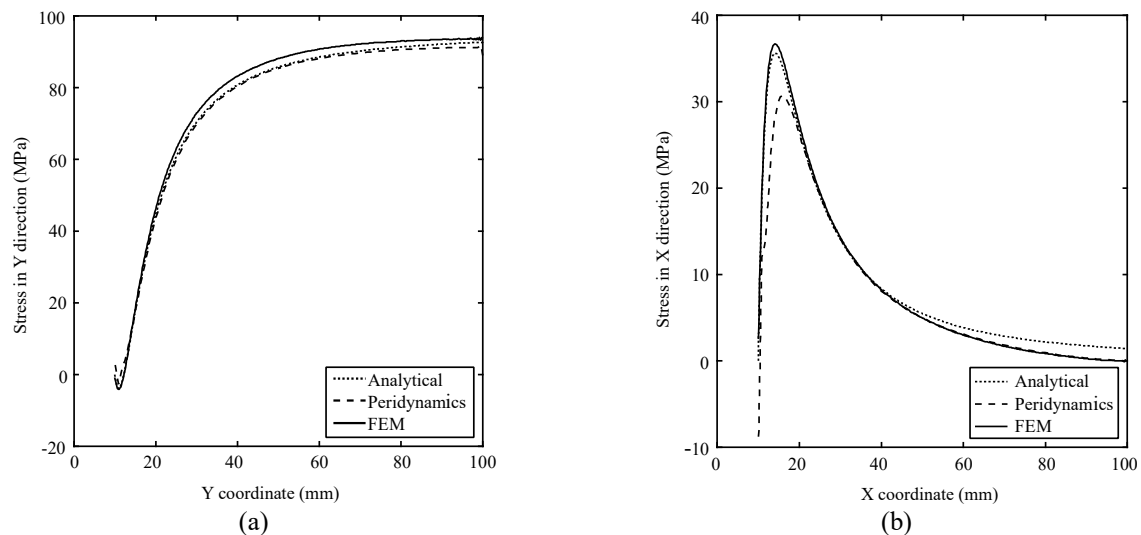 100
80
60
40
20
0
-20
Stress in Y direction (MPa)
Analytical
Peridynamics
FEM
0 20 40 60 80 100
Y coordinate (mm)
(a)
40
30
20
10
0
-10
Stress in X direction (MPa)
Analytical
Peridynamics
FEM
0 20 40 60 80 100
X coordinate (mm)
(b)